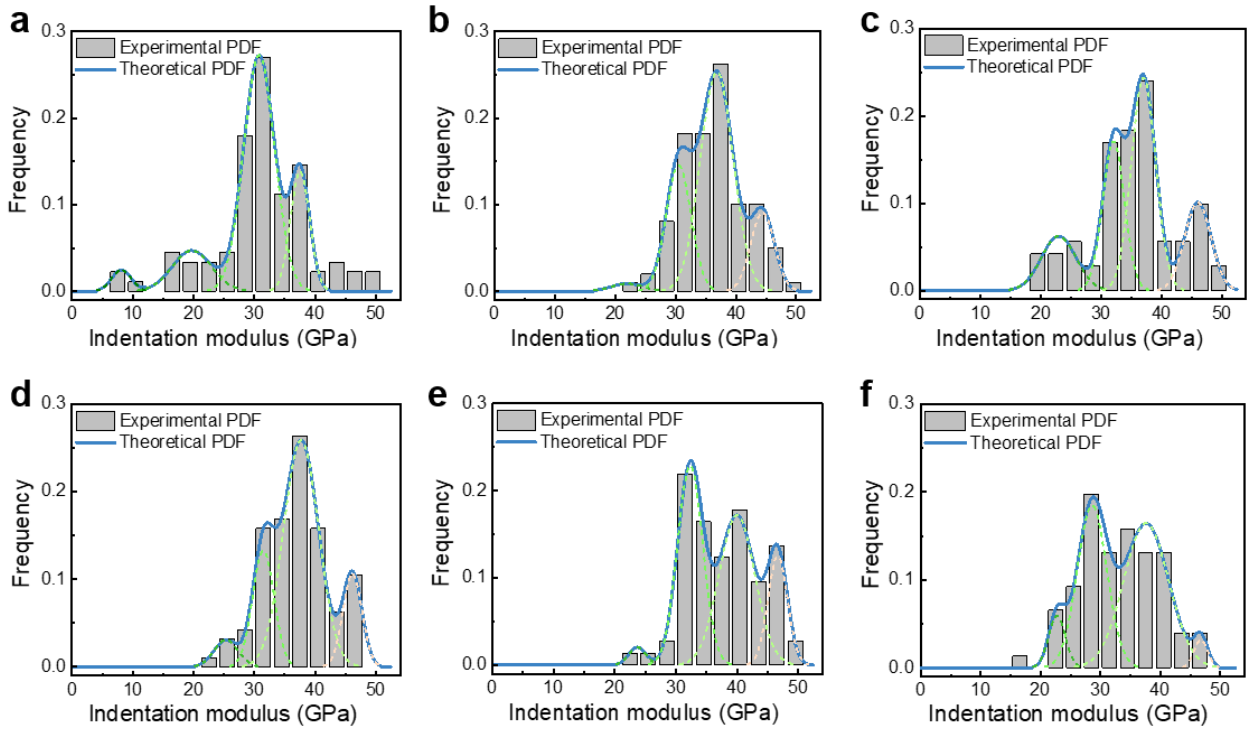 a
0.3
Experimental PDF
Theoretical PDF
0.2
0.1
0.0
Frequency
0 10 20 30 40 50
Indentation modulus (GPa)
b
0.3
Experimental PDF
Theoretical PDF
0.2
0.1
0.0
Frequency
0 10 20 30 40 50
Indentation modulus (GPa)
c
0.3
Experimental PDF
Theoretical PDF
0.2
0.1
0.0
Frequency
0 10 20 30 40 50
Indentation modulus (GPa)
d
0.3
Experimental PDF
Theoretical PDF
0.2
0.1
0.0
Frequency
0 10 20 30 40 50
Indentation modulus (GPa)
e
0.3
Experimental PDF
Theoretical PDF
0.2
0.1
0.0
Frequency
0 10 20 30 40 50
Indentation modulus (GPa)
f
0.3
Experimental PDF
Theoretical PDF
0.2
0.1
0.0
Frequency
0 10 20 30 40 50
Indentation modulus (GPa)